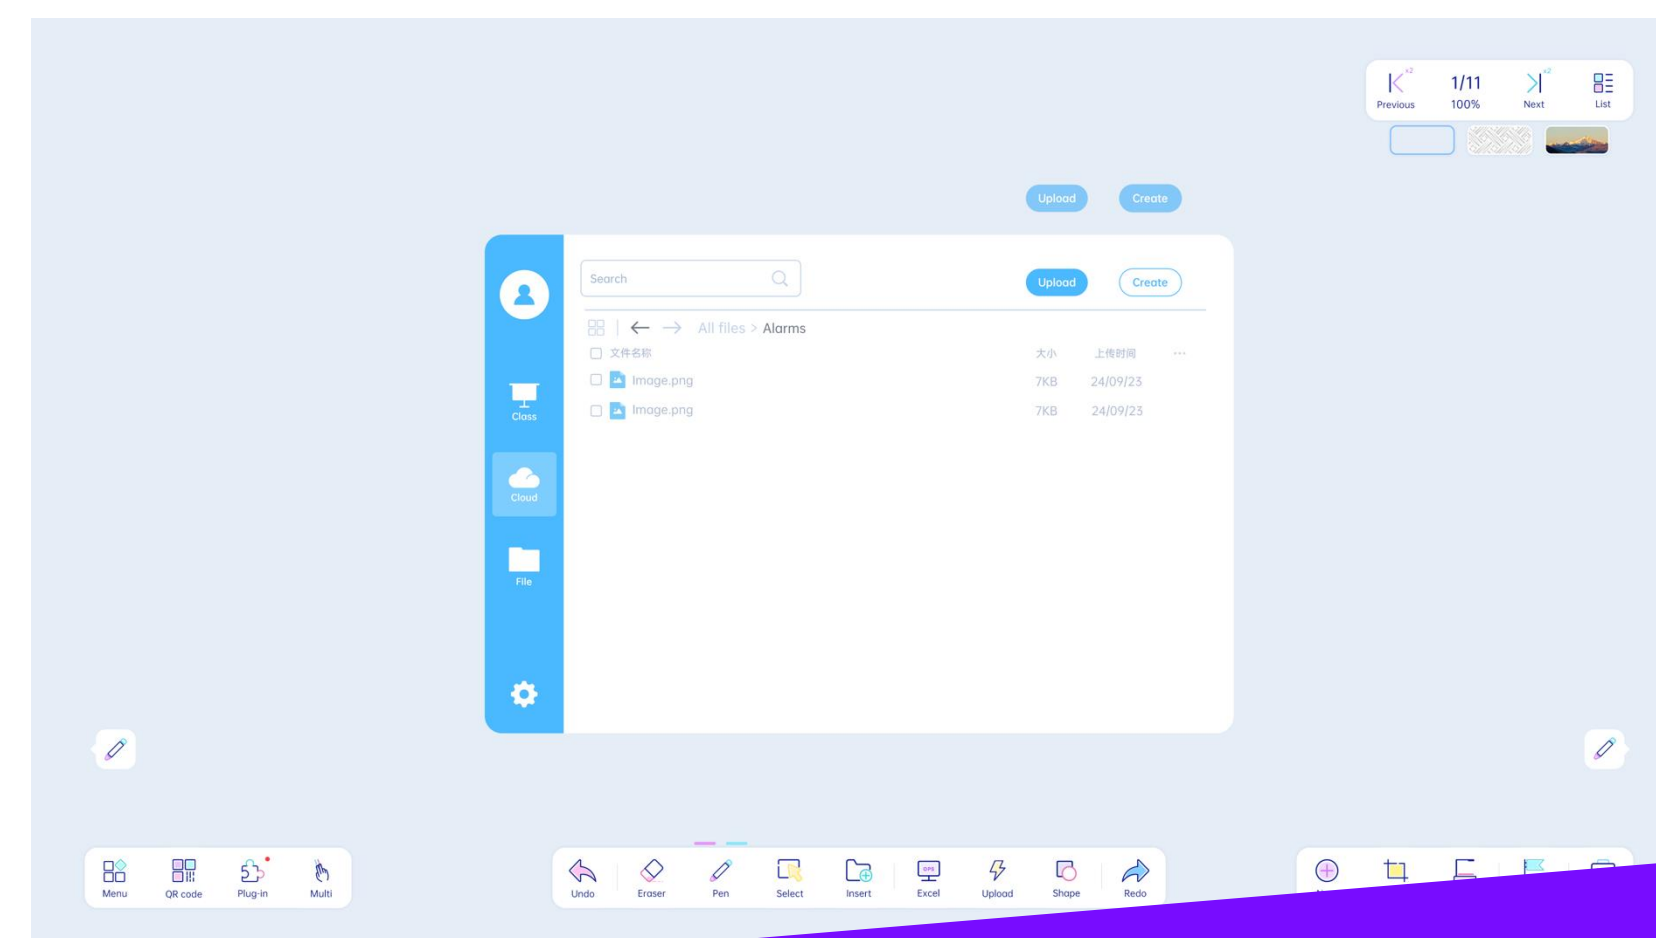 x2 1/11 x2
Previous 100% Next List
Upload Create
Search Upload Create
All files > Alarms
文件名称 大小 上传时间 ...
Image.png 7KB 24/09/23
Image.png 7KB 24/09/23
Class
Cloud
File
Menu QR code Plug-in Multi
Undo Eraser Pen Select Insert Excel Upload Shape Redo